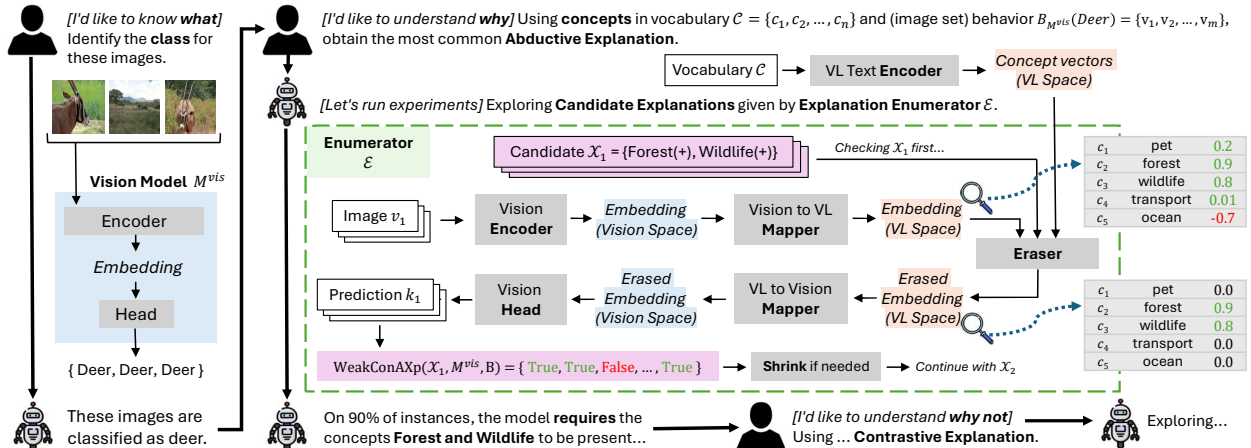 [I'd like to know what]
Identify the class for
these images.
Vision Model M^vis
Encoder
Embedding
Head
{ Deer, Deer, Deer }
These images are
classified as deer.
[I'd like to understand why] Using concepts in vocabulary 𝒞 = {c₁, c₂, … , cₙ} and (image set) behavior B_{M^vis}(Deer) = {v₁, v₂, … , vₘ},
obtain the most common Abductive Explanation.
Vocabulary 𝒞
VL Text Encoder
Concept vectors
(VL Space)
[Let's run experiments] Exploring Candidate Explanations given by Explanation Enumerator ℰ.
Enumerator
ℰ
Candidate 𝒳₁ = {Forest(+), Wildlife(+)}
Checking 𝒳₁ first...
Image v₁
Vision
Encoder
Embedding
(Vision Space)
Vision to VL
Mapper
Embedding
(VL Space)
Eraser
c₁ pet 0.2
c₂ forest 0.9
c₃ wildlife 0.8
c₄ transport 0.01
c₅ ocean -0.7
Prediction k₁
Vision
Head
Erased
Embedding
(Vision Space)
VL to Vision
Mapper
Erased
Embedding
(VL Space)
c₁ pet 0.0
c₂ forest 0.9
c₃ wildlife 0.8
c₄ transport 0.0
c₅ ocean 0.0
WeakConAXp(𝒳₁, M^vis, B) = { True, True, False, … , True }
Shrink if needed
Continue with 𝒳₂
On 90% of instances, the model requires the
concepts Forest and Wildlife to be present...
[I'd like to understand why not]
Using ... Contrastive Explanation.
Exploring...